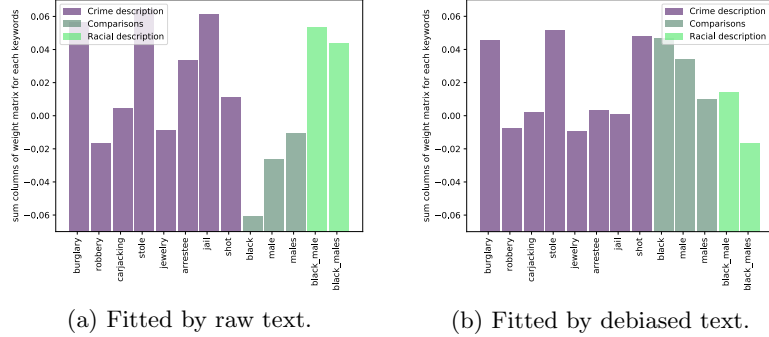 Crime description
Comparisons
Racial description
sum columns of weight matrix for each keywords
0.06
0.04
0.02
0.00
−0.02
−0.04
−0.06
burglary
robbery
carjacking
stole
jewelry
arrestee
jail
shot
black
male
males
black_male
black_males
(a) Fitted by raw text.
Crime description
Comparisons
Racial description
sum columns of weight matrix for each keywords
0.06
0.04
0.02
0.00
−0.02
−0.04
−0.06
burglary
robbery
carjacking
stole
jewelry
arrestee
jail
shot
black
male
males
black_male
black_males
(b) Fitted by debiased text.